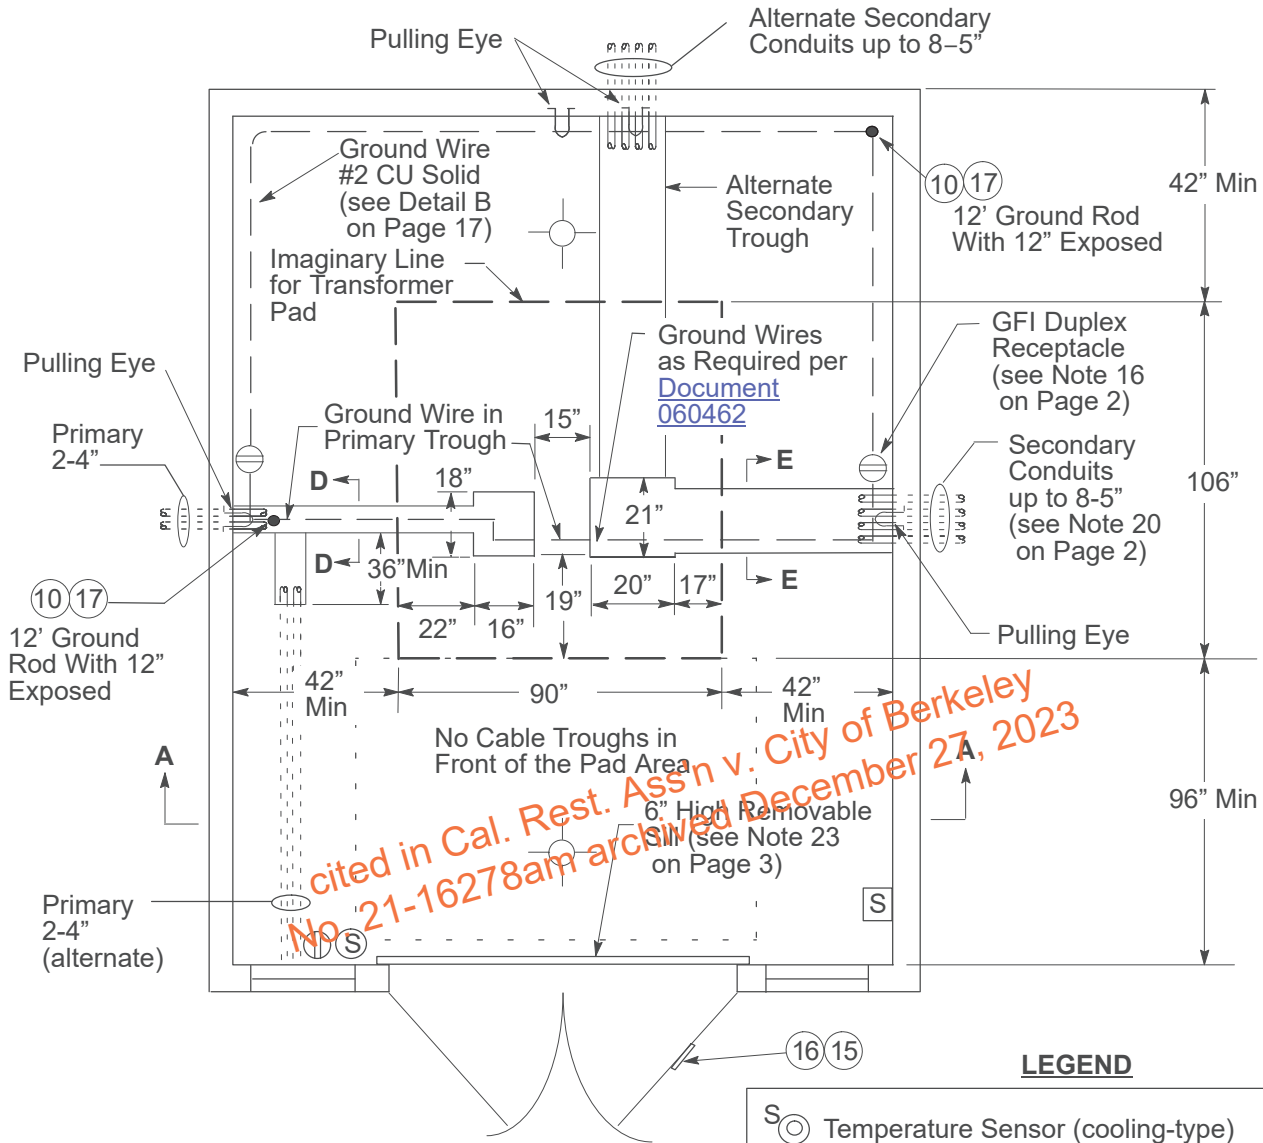 Alternate Secondary
Conduits up to 8–5”
Pulling Eye
Ground Wire
#2 CU Solid
(see Detail B
on Page 17)
Alternate
Secondary
Trough
10 17
12’ Ground Rod
With 12” Exposed
42” Min
Imaginary Line
for Transformer
Pad
Ground Wires
as Required per
Document
060462
GFI Duplex
Receptacle
(see Note 16
on Page 2)
Pulling Eye
Primary
2-4”
Ground Wire in
Primary Trough
15”
18”
D
E
21”
Secondary
Conduits
up to 8-5”
(see Note 20
on Page 2)
106”
D
36”Min
E
10 17
12’ Ground
Rod With 12”
Exposed
22”
16”
19”
20”
17”
Pulling Eye
42”
Min
90”
42”
Min
No Cable Troughs in
Front of the Pad Area
A
A
6” High Removable
Sill (see Note 23
on Page 3)
96” Min
cited in Cal. Rest. Ass'n v. City of Berkeley
No. 21-16278am archived December 27, 2023
Primary
2-4”
(alternate)
S
S
16 15
LEGEND
S Temperature Sensor (cooling-type)